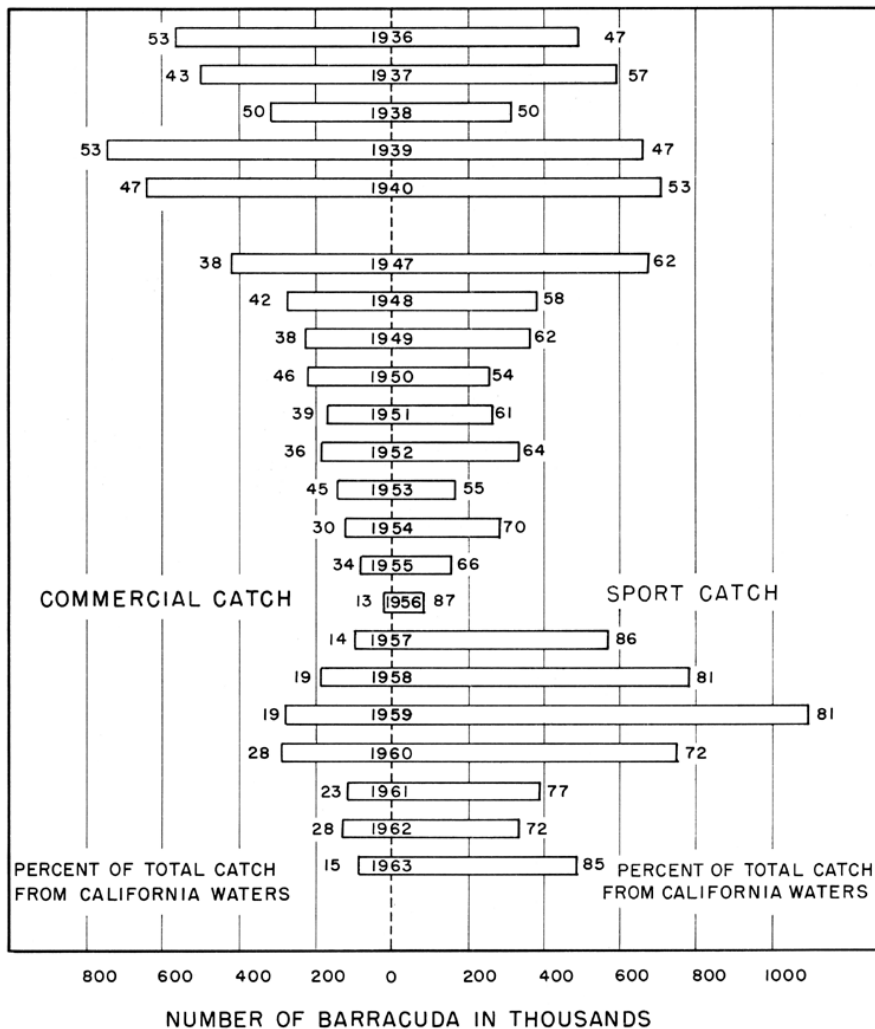 53 1936 47
43 1937 57
50 1938 50
53 1939 47
47 1940 53
38 1947 62
42 1948 58
38 1949 62
46 1950 54
39 1951 61
36 1952 64
45 1953 55
30 1954 70
34 1955 66
COMMERCIAL CATCH 13 1956 87 SPORT CATCH
14 1957 86
19 1958 81
19 1959 81
28 1960 72
23 1961 77
28 1962 72
15 1963 85
PERCENT OF TOTAL CATCH
FROM CALIFORNIA WATERS
PERCENT OF TOTAL CATCH
FROM CALIFORNIA WATERS
800 600 400 200 0 200 400 600 800 1000
NUMBER OF BARRACUDA IN THOUSANDS